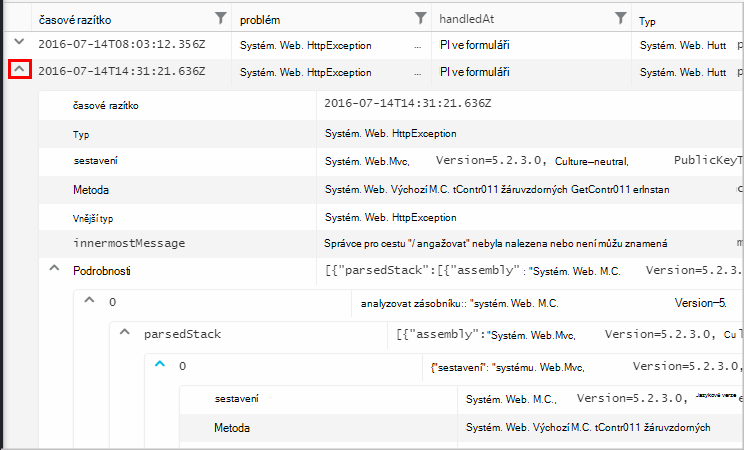 časové razítko problém handledAt Typ
2016-07-14T08:03:12.356Z Systém. Web. HttpException ... PI ve formuláři Systém. Web. Hutt
2016-07-14T14:31:21.636Z Systém. Web. HttpException ... PI ve formuláři Systém. Web. Hutt p
časové razítko 2016-07-14T14:31:21.636Z
Typ Systém. Web. HttpException
sestavení Systém. Web.Mvc, Version=5.2.3.0, Culture–neutral, PublicKeyT
Metoda Systém. Web. Výchozí M.C. tContr011 žáruvzdorných GetContr011 erInstan
Vnější typ Systém. Web. HttpException
innermostMessage Správce pro cestu "/ angažovat" nebyla nalezena nebo není můžu znamená
Podrobnosti [{"parsedStack":[{"assembly" : "Systém. Web. M.C. Version=5.2.3.
0 analyzovat zásobníku:: "systém. Web. M.C. Version–5.
parsedStack [{"assembly":"Systém. Web.Mvc, Version=5.2.3.0, Cu
0 {"sestavení": "systému. Web.Mvc, Version=5.2.3.0,
sestavení Systém. Web. M.C., Version=5.2.3.0, Jazykové verze
Metoda Systém. Web. Výchozí M.C. tContr011 žáruvzdorných